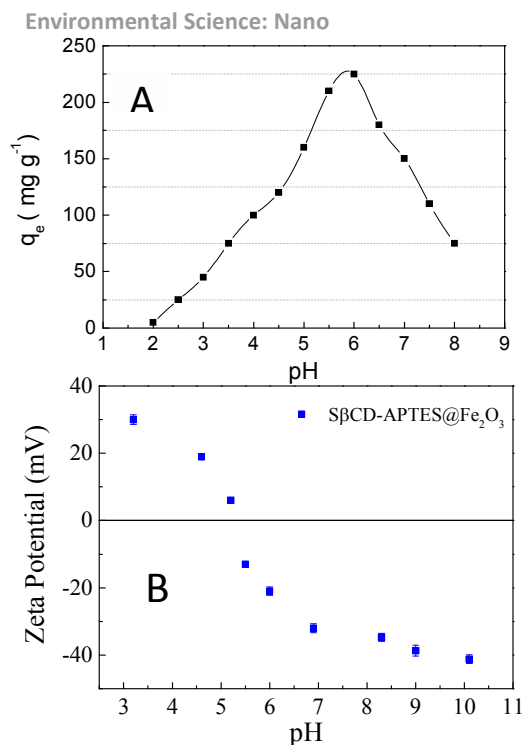 Environmental Science: Nano
250
200
150
100
50
0
q_e ( mg g⁻¹)
A
1 2 3 4 5 6 7 8 9
pH
40
20
0
-20
-40
Zeta Potential (mV)
SβCD-APTES@Fe₂O₃
B
3 4 5 6 7 8 9 10 11
pH